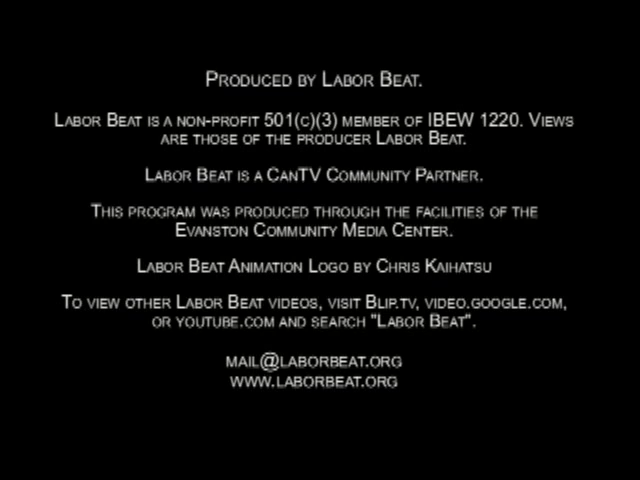 Produced by Labor Beat.
Labor Beat is a non-profit 501(c)(3) member of IBEW 1220. Views
are those of the producer Labor Beat.
Labor Beat is a CanTV Community Partner.
This program was produced through the facilities of the
Evanston Community Media Center.
Labor Beat Animation Logo by Chris Kaihatsu
To view other Labor Beat videos, visit Blip.tv, video.google.com,
or youtube.com and search "Labor Beat".
mail@laborbeat.org
www.laborbeat.org